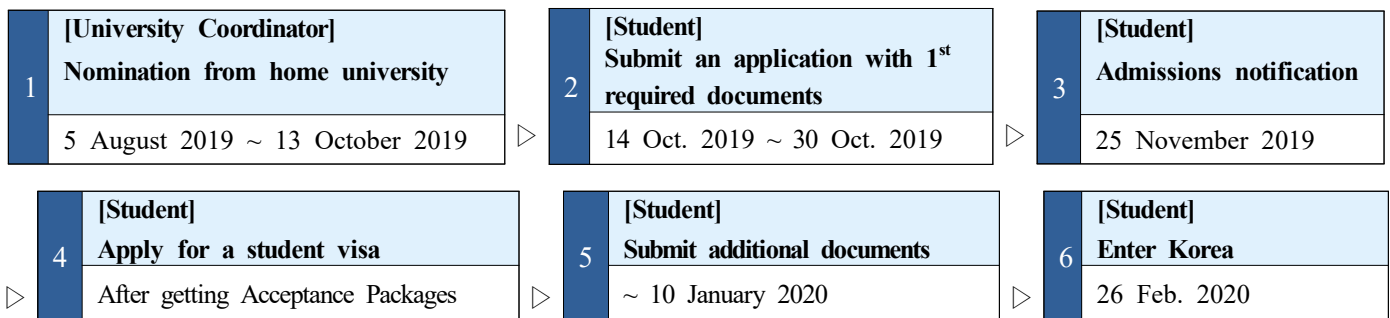 1
[University Coordinator]
Nomination from home university
5 August 2019 ~ 13 October 2019
2
[Student]
Submit an application with 1st
required documents
14 Oct. 2019 ~ 30 Oct. 2019
3
[Student]
Admissions notification
25 November 2019
4
[Student]
Apply for a student visa
After getting Acceptance Packages
5
[Student]
Submit additional documents
~ 10 January 2020
6
[Student]
Enter Korea
26 Feb. 2020